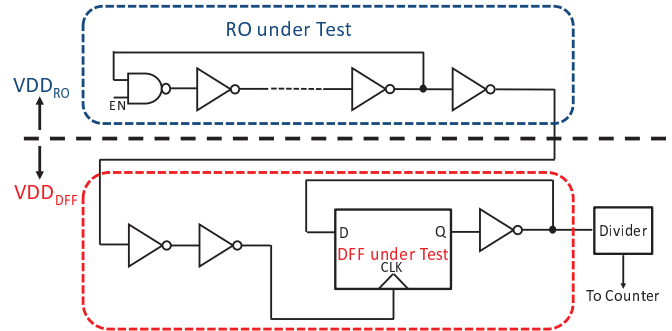 RO under Test
VDDRO
EN
VDDDFF
D
Q
DFF under Test
CLK
Divider
To Counter